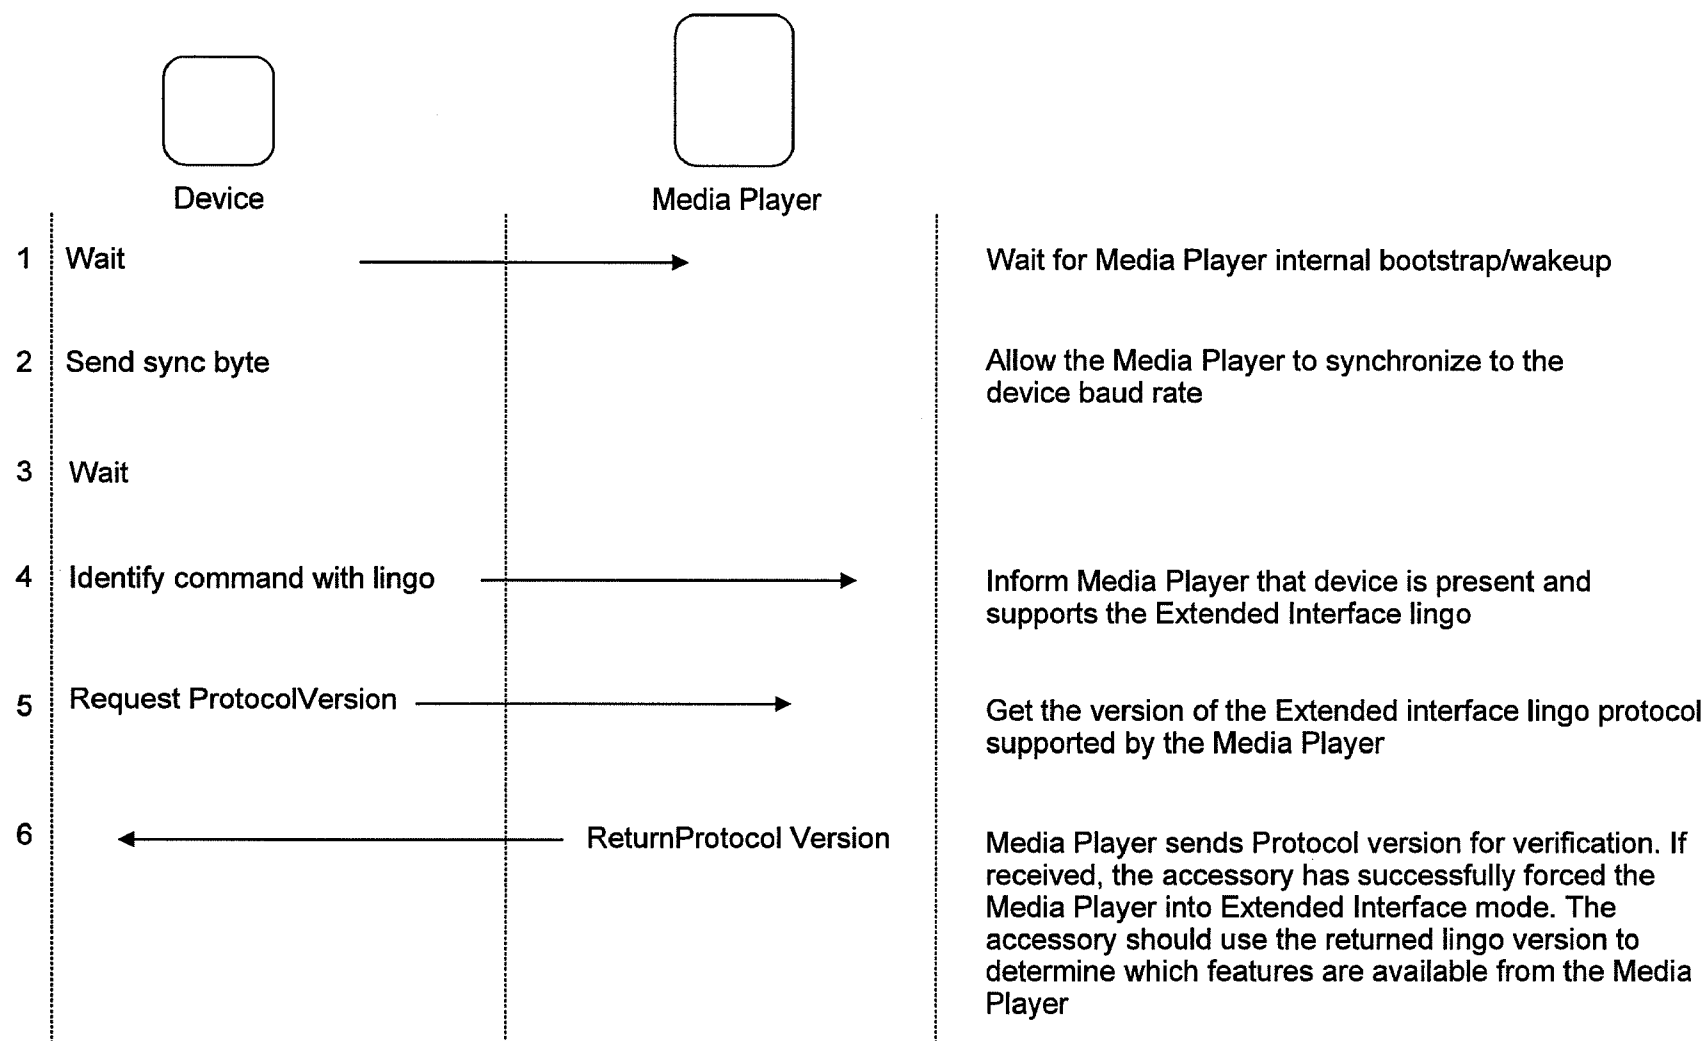 Device
Media Player
1 Wait
Wait for Media Player internal bootstrap/wakeup
2 Send sync byte
Allow the Media Player to synchronize to the
device baud rate
3 Wait
4 Identify command with lingo
Inform Media Player that device is present and
supports the Extended Interface lingo
5 Request ProtocolVersion
Get the version of the Extended interface lingo protocol
supported by the Media Player
6 ReturnProtocol Version
Media Player sends Protocol version for verification. If
received, the accessory has successfully forced the
Media Player into Extended Interface mode. The
accessory should use the returned lingo version to
determine which features are available from the Media
Player